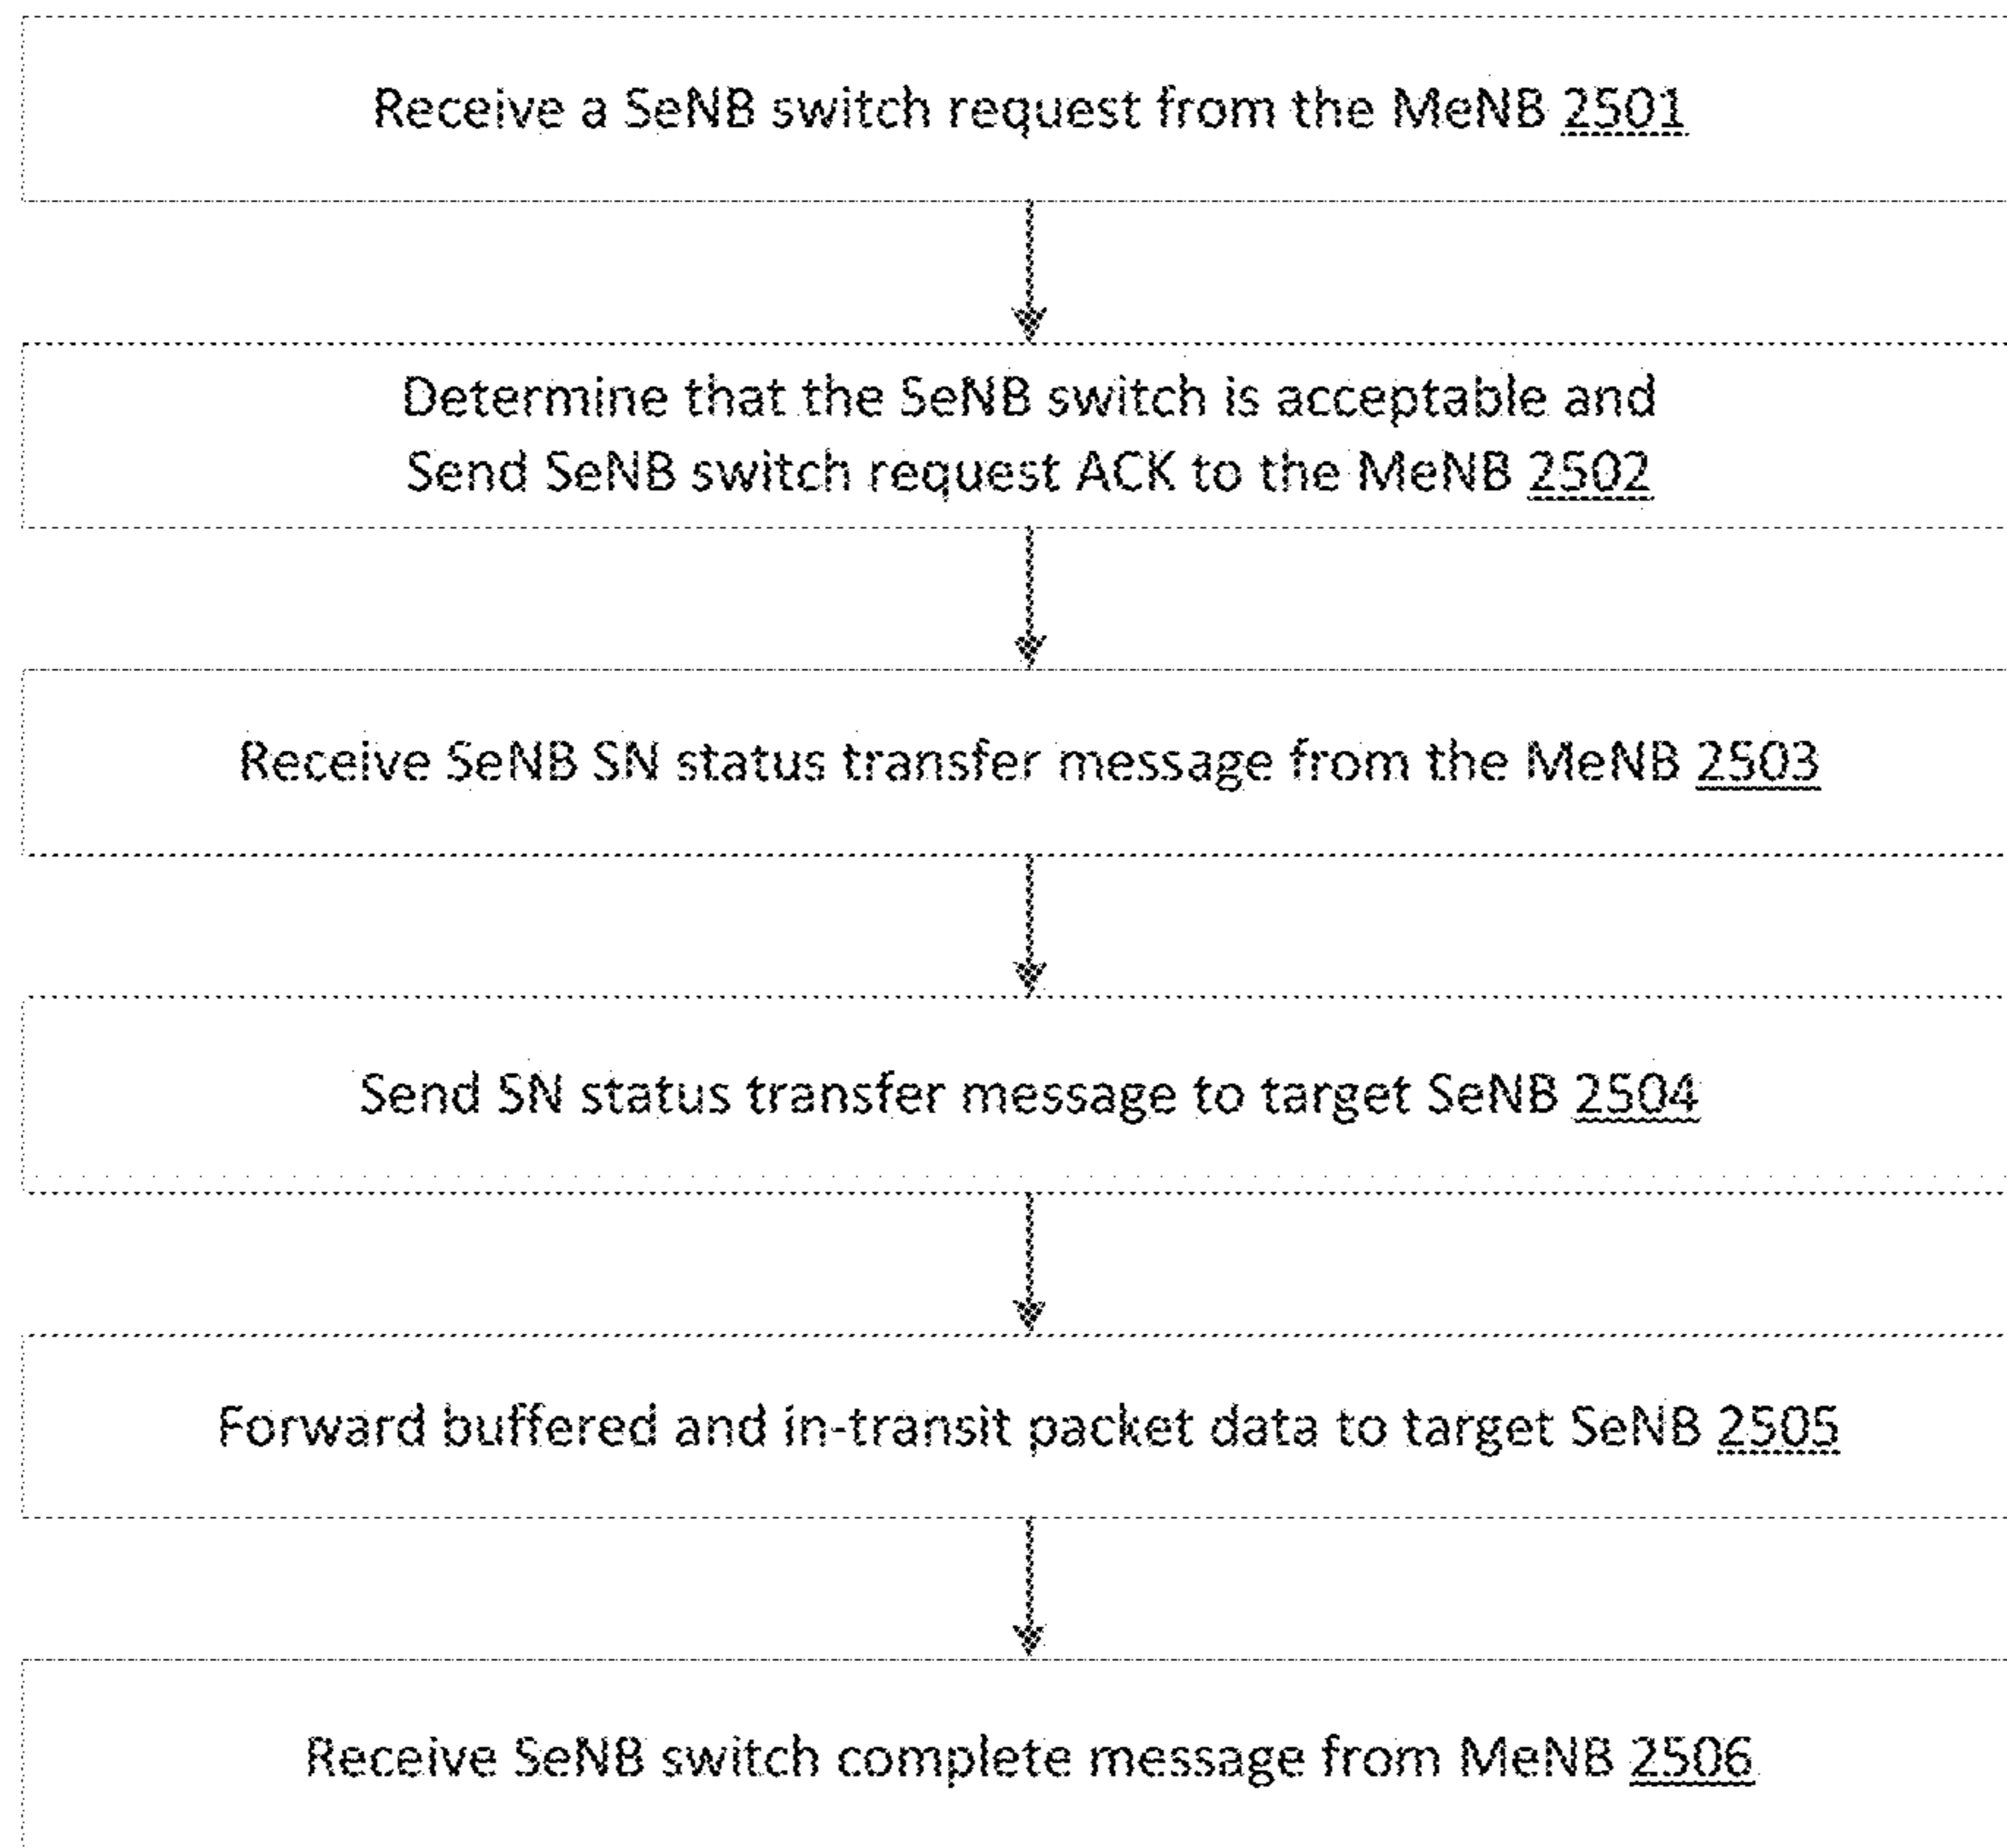 Receive a SeNB switch request from the MeNB 2501
Determine that the SeNB switch is acceptable and
Send SeNB switch request ACK to the MeNB 2502
Receive SeNB SN status transfer message from the MeNB 2503
Send SN status transfer message to target SeNB 2504
Forward buffered and in-transit packet data to target SeNB 2505
Receive SeNB switch complete message from MeNB 2506